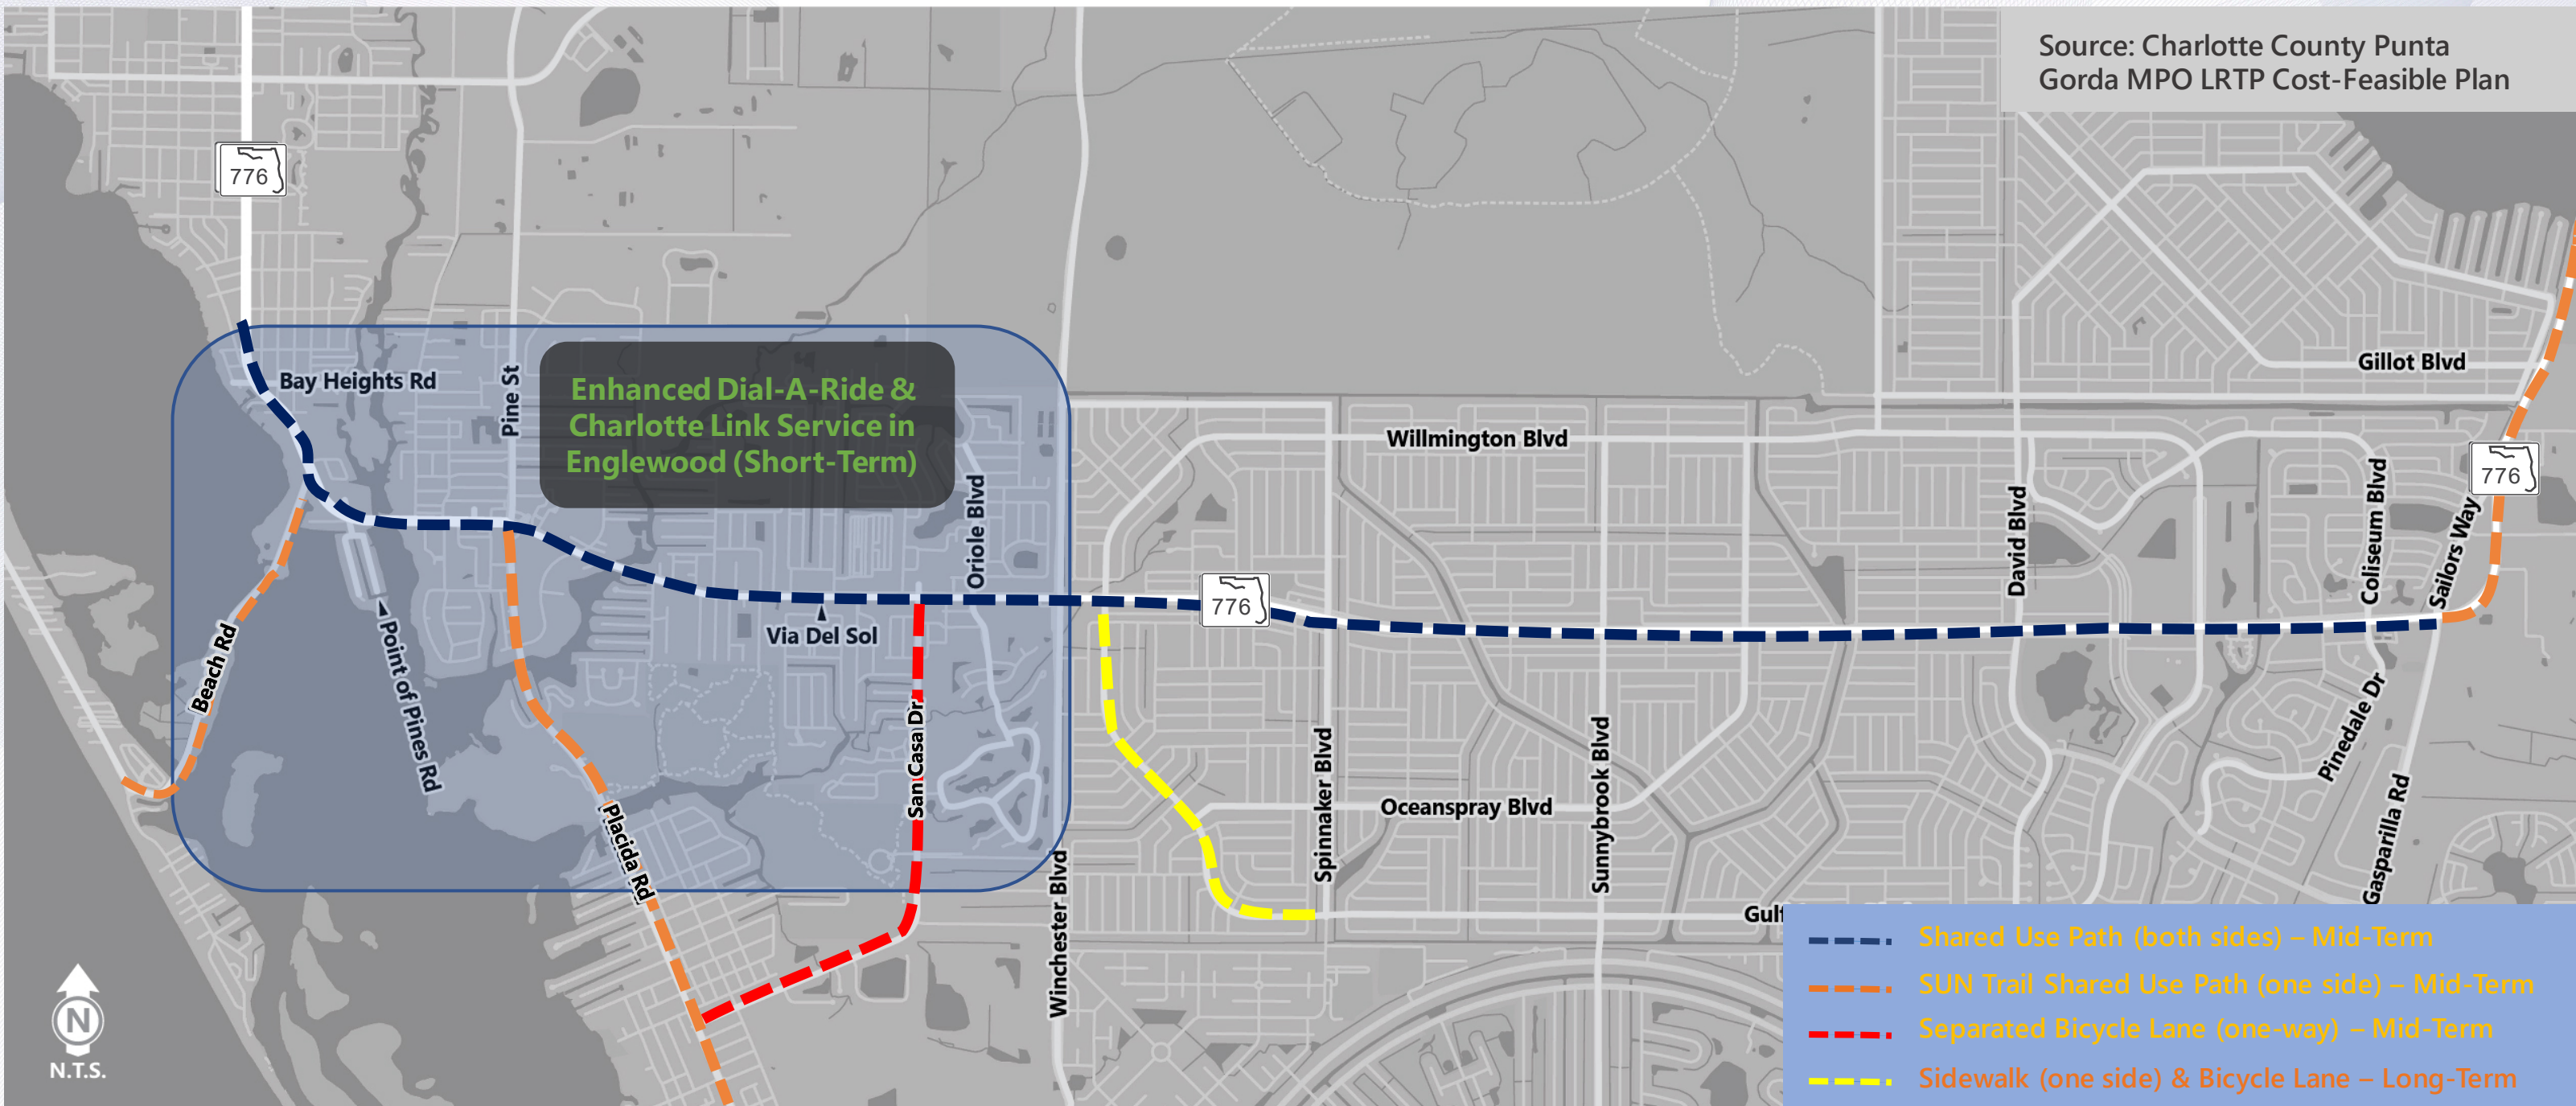 Source: Charlotte County Punta
Gorda MPO LRTP Cost-Feasible Plan
776
Bay Heights Rd
Pine St
Enhanced Dial-A-Ride &
Charlotte Link Service in
Englewood (Short-Term)
Gillot Blvd
Willmington Blvd
776
Oriole Blvd
David Blvd
Coliseum Blvd
Sailors Way
776
Via Del Sol
Beach Rd
Point of Pines Rd
San Casa Dr
Placida Rd
Winchester Blvd
Spinnaker Blvd
Oceanspray Blvd
Sunnybrook Blvd
Pinedale Dr
Gasparilla Rd
Gulf
N
N.T.S.
Shared Use Path (both sides) – Mid-Term
SUN Trail Shared Use Path (one side) – Mid-Term
Separated Bicycle Lane (one-way) – Mid-Term
Sidewalk (one side) & Bicycle Lane – Long-Term